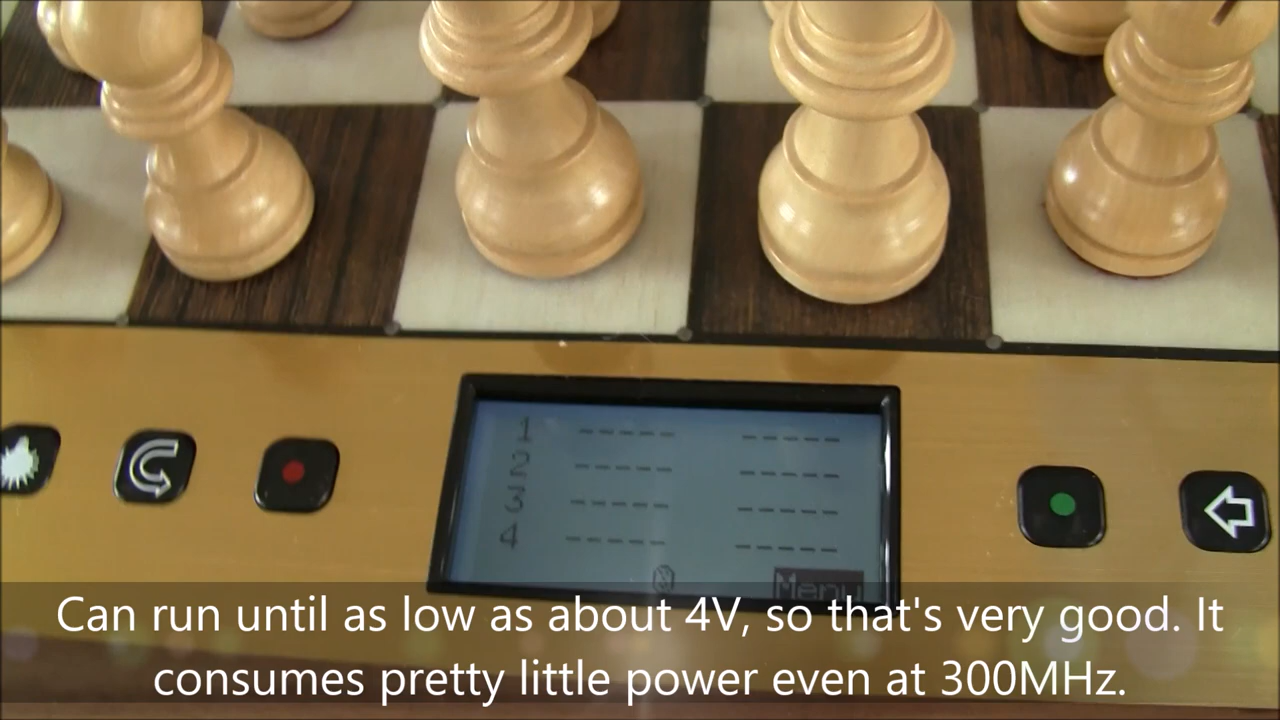 1 ------ ------
2 ------ ------
3 ------ ------
4 ------ ------
Menu
Can run until as low as about 4V, so that's very good. It
consumes pretty little power even at 300MHz.